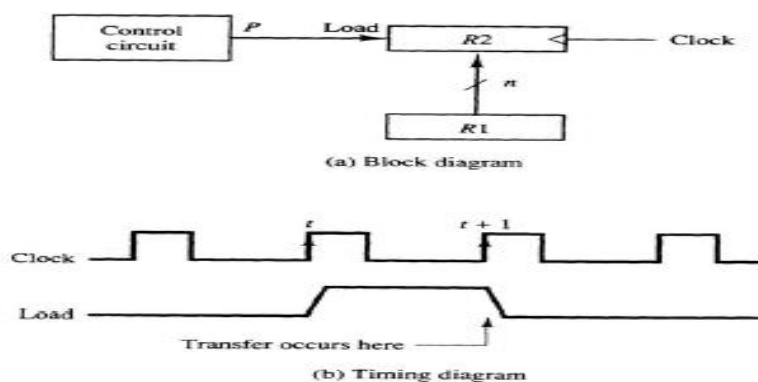 Control
circuit
P
Load
R2
Clock
n
R1
(a) Block diagram
t
t + 1
Clock
Load
Transfer occurs here
(b) Timing diagram